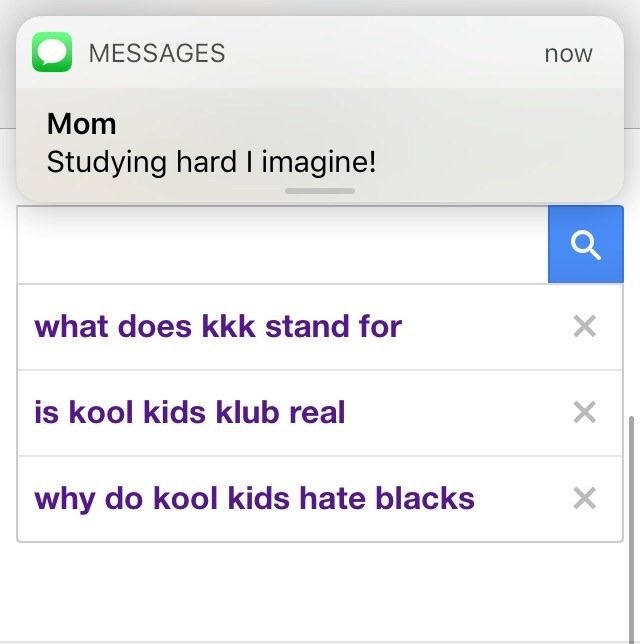 MESSAGES now
Mom
Studying hard I imagine!
what does kkk stand for
is kool kids klub real
why do kool kids hate blacks